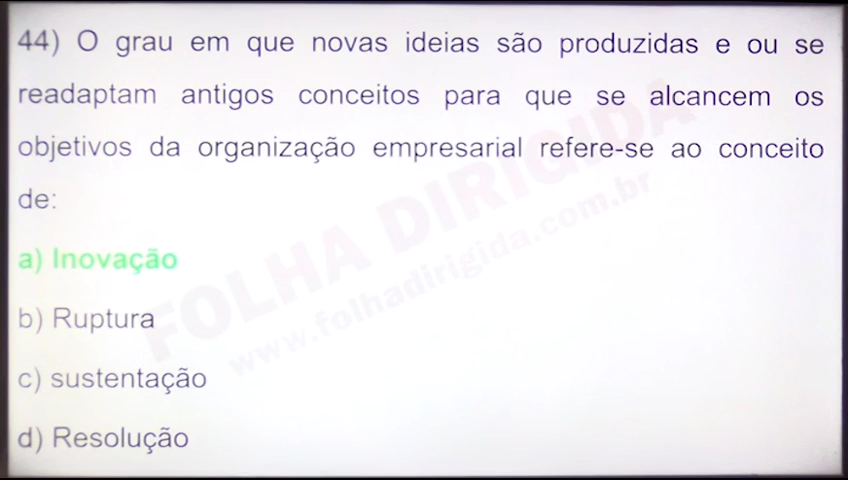 44) O grau em que novas ideias são produzidas e ou se
readaptam antigos conceitos para que se alcancem os
objetivos da organização empresarial refere-se ao conceito
de:
a) Inovação
b) Ruptura
c) sustentação
d) Resolução
FOLHA DIRIGIDA
www.folhadirigida.com.br